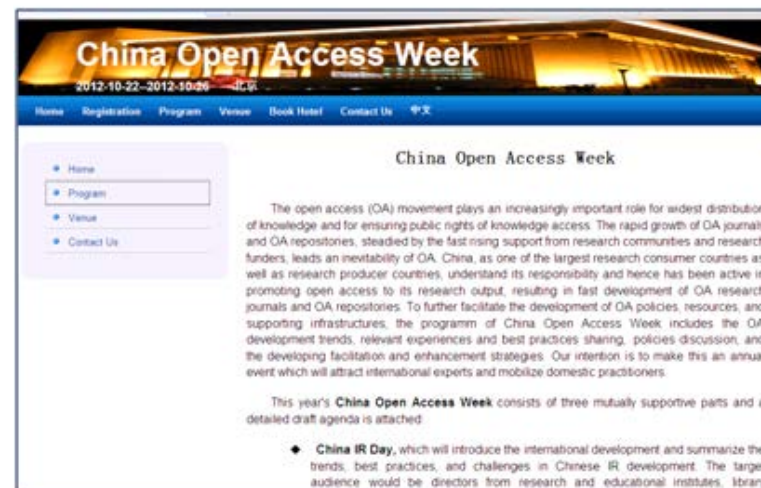 China Open Access Week
2012-10-22--2012-10-26 北京
Home Registration Program Venue Book Hotel Contact Us 中文
Home
Program
Venue
Contact Us
China Open Access Week
The open access (OA) movement plays an increasingly important role for widest distribution
of knowledge and for ensuring public rights of knowledge access. The rapid growth of OA journals
and OA repositories, steadied by the fast rising support from research communities and research
funders, leads an inevitability of OA. China, as one of the largest research consumer countries as
well as research producer countries, understand its responsibility and hence has been active in
promoting open access to its research output, resulting in fast development of OA research
journals and OA repositories. To further facilitate the development of OA policies, resources, and
supporting infrastructures, the programm of China Open Access Week includes the OA
development trends, relevant experiences and best practices sharing, policies discussion, and
the developing facilitation and enhancement strategies. Our intention is to make this an annual
event which will attract international experts and mobilize domestic practitioners.
This year's China Open Access Week consists of three mutually supportive parts and a
detailed draft agenda is attached
◆ China IR Day, which will introduce the international development and summarize the
trends, best practices, and challenges in Chinese IR development. The target
audience would be directors from research and educational institutes, library